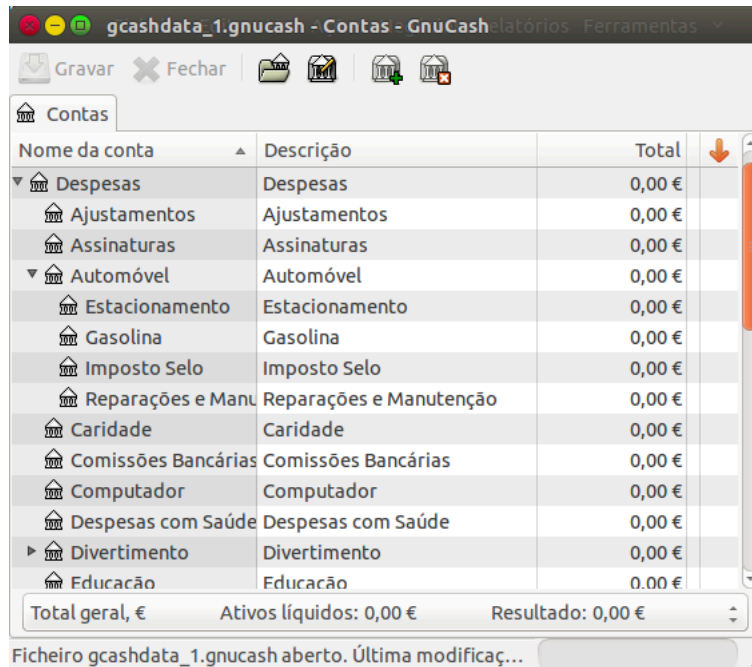 gcashdata_1.gnucash - Contas - GnuCash elatórios Ferramentas
Gravar Fechar
Contas
Nome da conta Descrição Total
Despesas Despesas 0,00 €
Ajustamentos Ajustamentos 0,00 €
Assinaturas Assinaturas 0,00 €
Automóvel Automóvel 0,00 €
Estacionamento Estacionamento 0,00 €
Gasolina Gasolina 0,00 €
Imposto Selo Imposto Selo 0,00 €
Reparações e Manu Reparações e Manutenção 0,00 €
Caridade Caridade 0,00 €
Comissões Bancárias Comissões Bancárias 0,00 €
Computador Computador 0,00 €
Despesas com Saúde Despesas com Saúde 0,00 €
Divertimento Divertimento 0,00 €
Educação Educação 0,00 €
Total geral, € Ativos líquidos: 0,00 € Resultado: 0,00 €
Ficheiro gcashdata_1.gnucash aberto. Última modificaç...